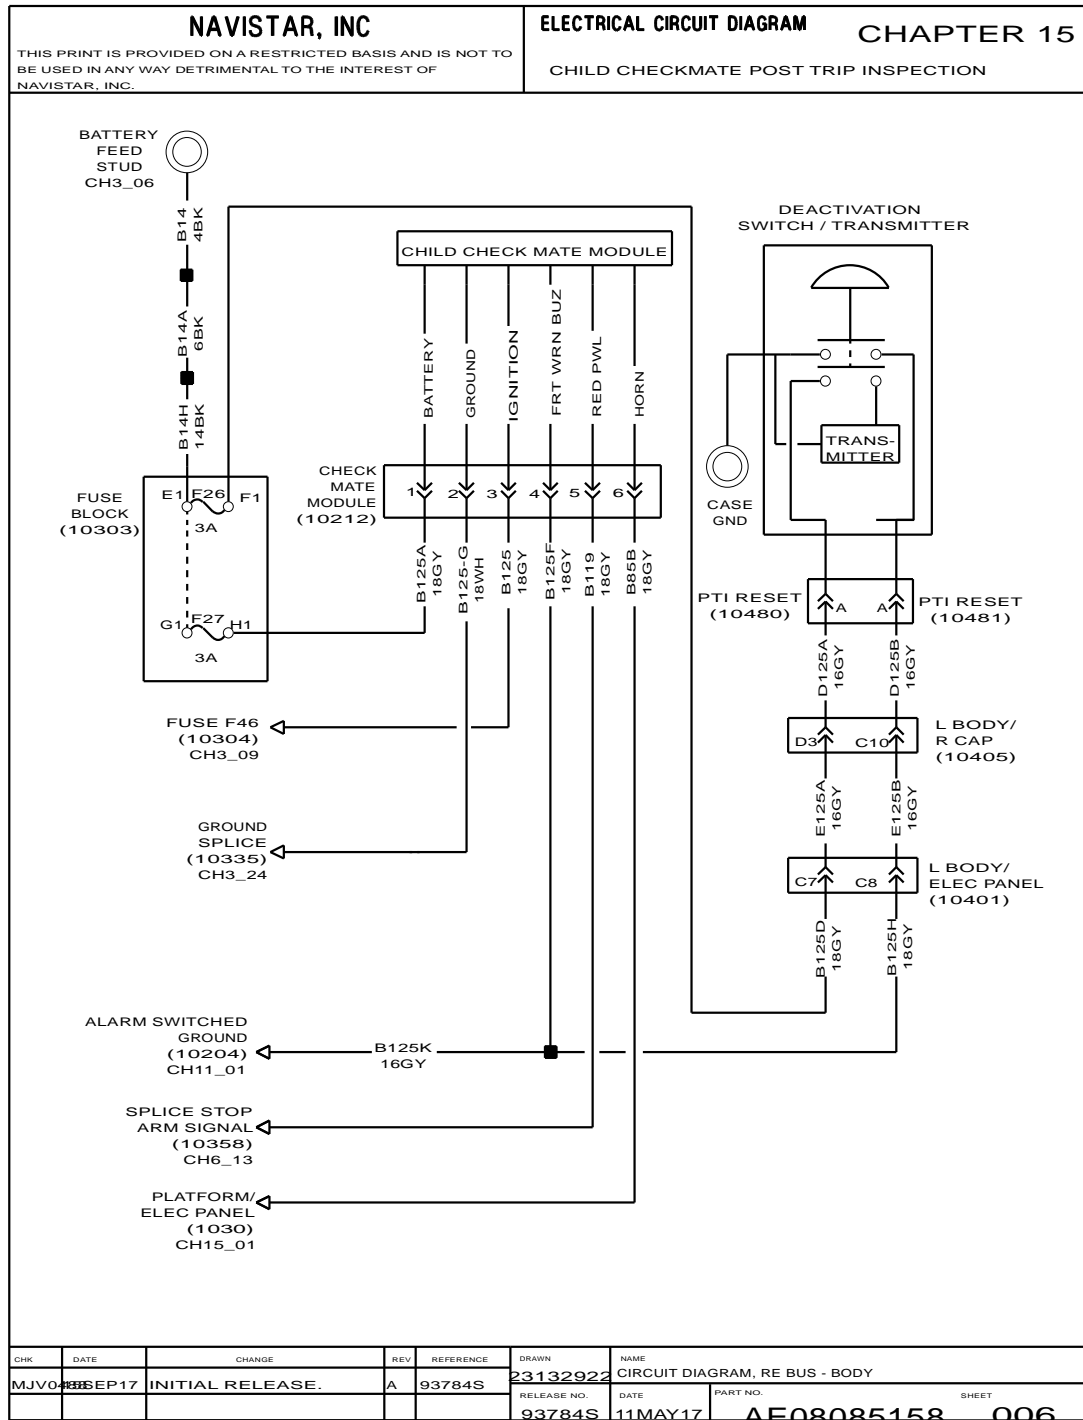 NAVISTAR, INC
THIS PRINT IS PROVIDED ON A RESTRICTED BASIS AND IS NOT TO
BE USED IN ANY WAY DETRIMENTAL TO THE INTEREST OF
NAVISTAR, INC.
ELECTRICAL CIRCUIT DIAGRAM
CHAPTER 15
CHILD CHECKMATE POST TRIP INSPECTION
BATTERY
FEED
STUD
CH3_06
B14
4BK
B14A
6BK
B14H
14BK
FUSE
BLOCK
(10303)
E1 F26 F1
3A
G1 F27 H1
3A
CHILD CHECK MATE MODULE
BATTERY
GROUND
IGNITION
FRT WRN BUZ
RED PWL
HORN
CHECK
MATE
MODULE
(10212)
1 2 3 4 5 6
B125A
18GY
B125-G
18WH
B125
18GY
B125F
18GY
B119
18GY
B85B
18GY
DEACTIVATION
SWITCH / TRANSMITTER
TRANS-
MITTER
CASE
GND
PTI RESET
(10480)
A A
PTI RESET
(10481)
D125A
16GY
D125B
16GY
D3 C10
L BODY/
R CAP
(10405)
E125A
16GY
E125B
16GY
C7 C8
L BODY/
ELEC PANEL
(10401)
B125D
18GY
B125H
18GY
FUSE F46
(10304)
CH3_09
GROUND
SPLICE
(10335)
CH3_24
ALARM SWITCHED
GROUND
(10204)
CH11_01
B125K
16GY
SPLICE STOP
ARM SIGNAL
(10358)
CH6_13
PLATFORM/
ELEC PANEL
(1030)
CH15_01
CHK DATE CHANGE REV REFERENCE
INITIAL RELEASE. A 93784S
DRAWN
23132922
NAME
CIRCUIT DIAGRAM, RE BUS - BODY
RELEASE NO.
93784S
DATE
11MAY17
PART NO.
AE08085158
SHEET
006